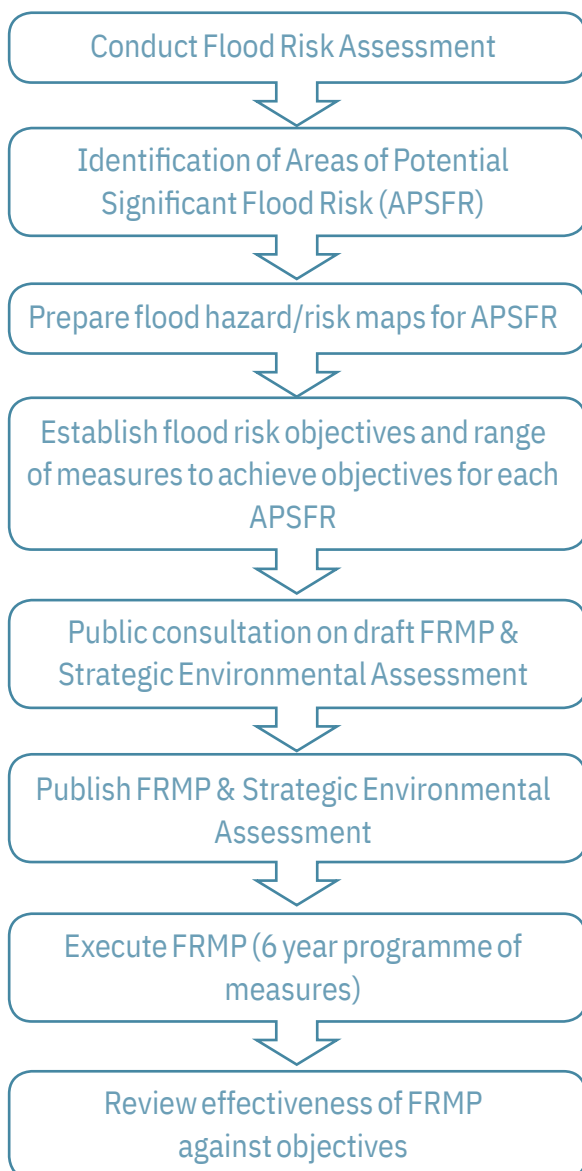 Conduct Flood Risk Assessment
Identification of Areas of Potential
Significant Flood Risk (APSFR)
Prepare flood hazard/risk maps for APSFR
Establish flood risk objectives and range
of measures to achieve objectives for each
APSFR
Public consultation on draft FRMP &
Strategic Environmental Assessment
Publish FRMP & Strategic Environmental
Assessment
Execute FRMP (6 year programme of
measures)
Review effectiveness of FRMP
against objectives